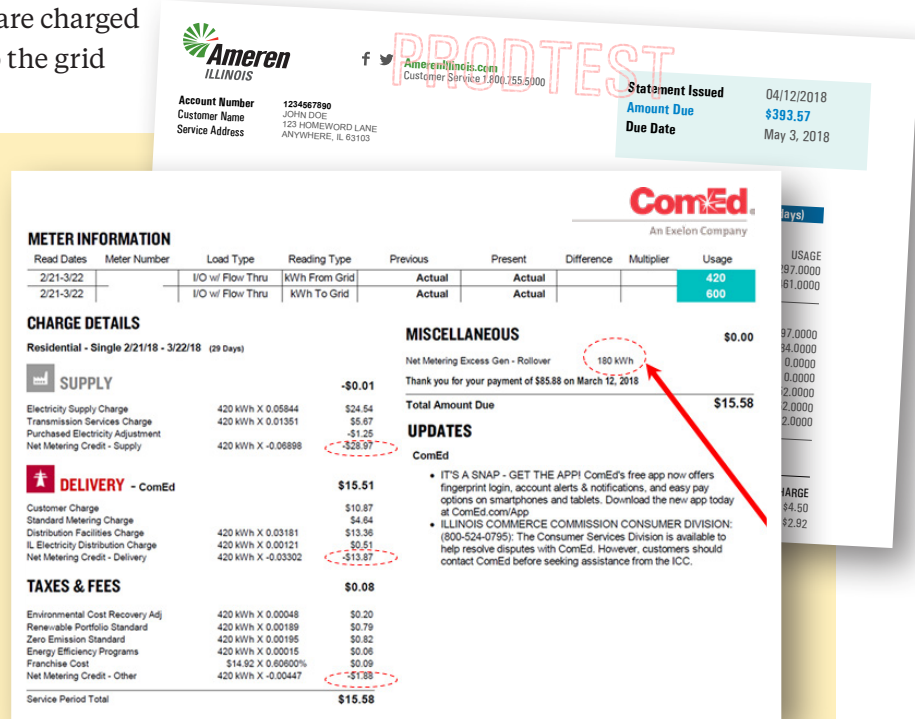 are charged
the grid
Ameren
ILLINOIS
AmerenIllinois.com
Customer Service 1.800.755.5000
PRODTEST
Account Number 1234567890
Customer Name JOHN DOE
Service Address 123 HOMEWORD LANE
ANYWHERE, IL 63103
Statement Issued 04/12/2018
Amount Due $393.57
Due Date May 3, 2018
ComEd.
An Exelon Company
METER INFORMATION
Read Dates Meter Number Load Type Reading Type Previous Present Difference Multiplier Usage
2/21-3/22 I/O w/ Flow Thru kWh From Grid Actual Actual 420
2/21-3/22 I/O w/ Flow Thru kWh To Grid Actual Actual 600
CHARGE DETAILS
Residential - Single 2/21/18 - 3/22/18 (29 Days)
SUPPLY -$0.01
Electricity Supply Charge 420 kWh X 0.05844 $24.54
Transmission Services Charge 420 kWh X 0.01351 $5.67
Purchased Electricity Adjustment -$1.25
Net Metering Credit - Supply 420 kWh X -0.06898 -$28.97
DELIVERY - ComEd $15.51
Customer Charge $10.87
Standard Metering Charge $4.64
Distribution Facilities Charge 420 kWh X 0.03181 $13.36
IL Electricity Distribution Charge 420 kWh X 0.00121 $0.51
Net Metering Credit - Delivery 420 kWh X -0.03302 -$13.87
TAXES & FEES $0.08
Environmental Cost Recovery Adj 420 kWh X 0.00048 $0.20
Renewable Portfolio Standard 420 kWh X 0.00189 $0.79
Zero Emission Standard 420 kWh X 0.00195 $0.82
Energy Efficiency Programs 420 kWh X 0.00015 $0.06
Franchise Cost $14.92 X 0.60600% $0.09
Net Metering Credit - Other 420 kWh X -0.00447 -$1.88
Service Period Total $15.58
MISCELLANEOUS $0.00
Net Metering Excess Gen - Rollover 180 kWh
Thank you for your payment of $85.88 on March 12, 2018
Total Amount Due $15.58
UPDATES
ComEd
• IT'S A SNAP - GET THE APP! ComEd's free app now offers
fingerprint login, account alerts & notifications, and easy pay
options on smartphones and tablets. Download the new app today
at ComEd.com/App
• ILLINOIS COMMERCE COMMISSION CONSUMER DIVISION:
(800-524-0795): The Consumer Services Division is available to
help resolve disputes with ComEd. However, customers should
contact ComEd before seeking assistance from the ICC.
USAGE
97.0000
0.0000
0.0000
2.0000
2.0000
$4.50
$2.92